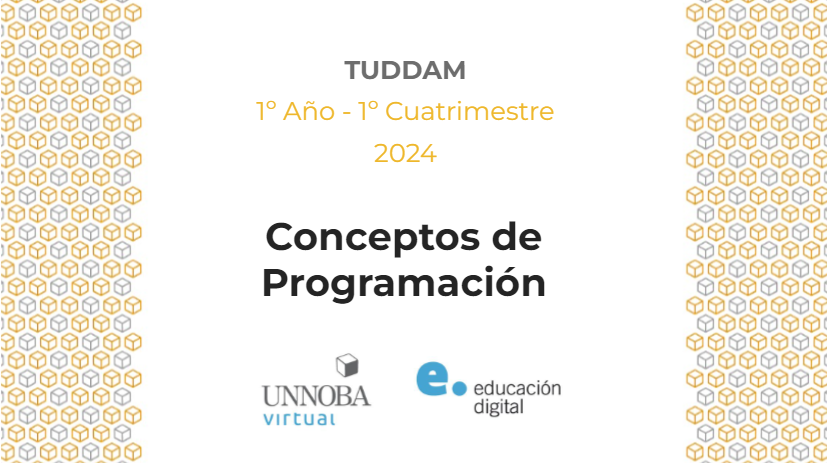 TUDDAM
1º Año - 1º Cuatrimestre
2024
Conceptos de
Programación
UNNOBA
virtual
e.
educación
digital